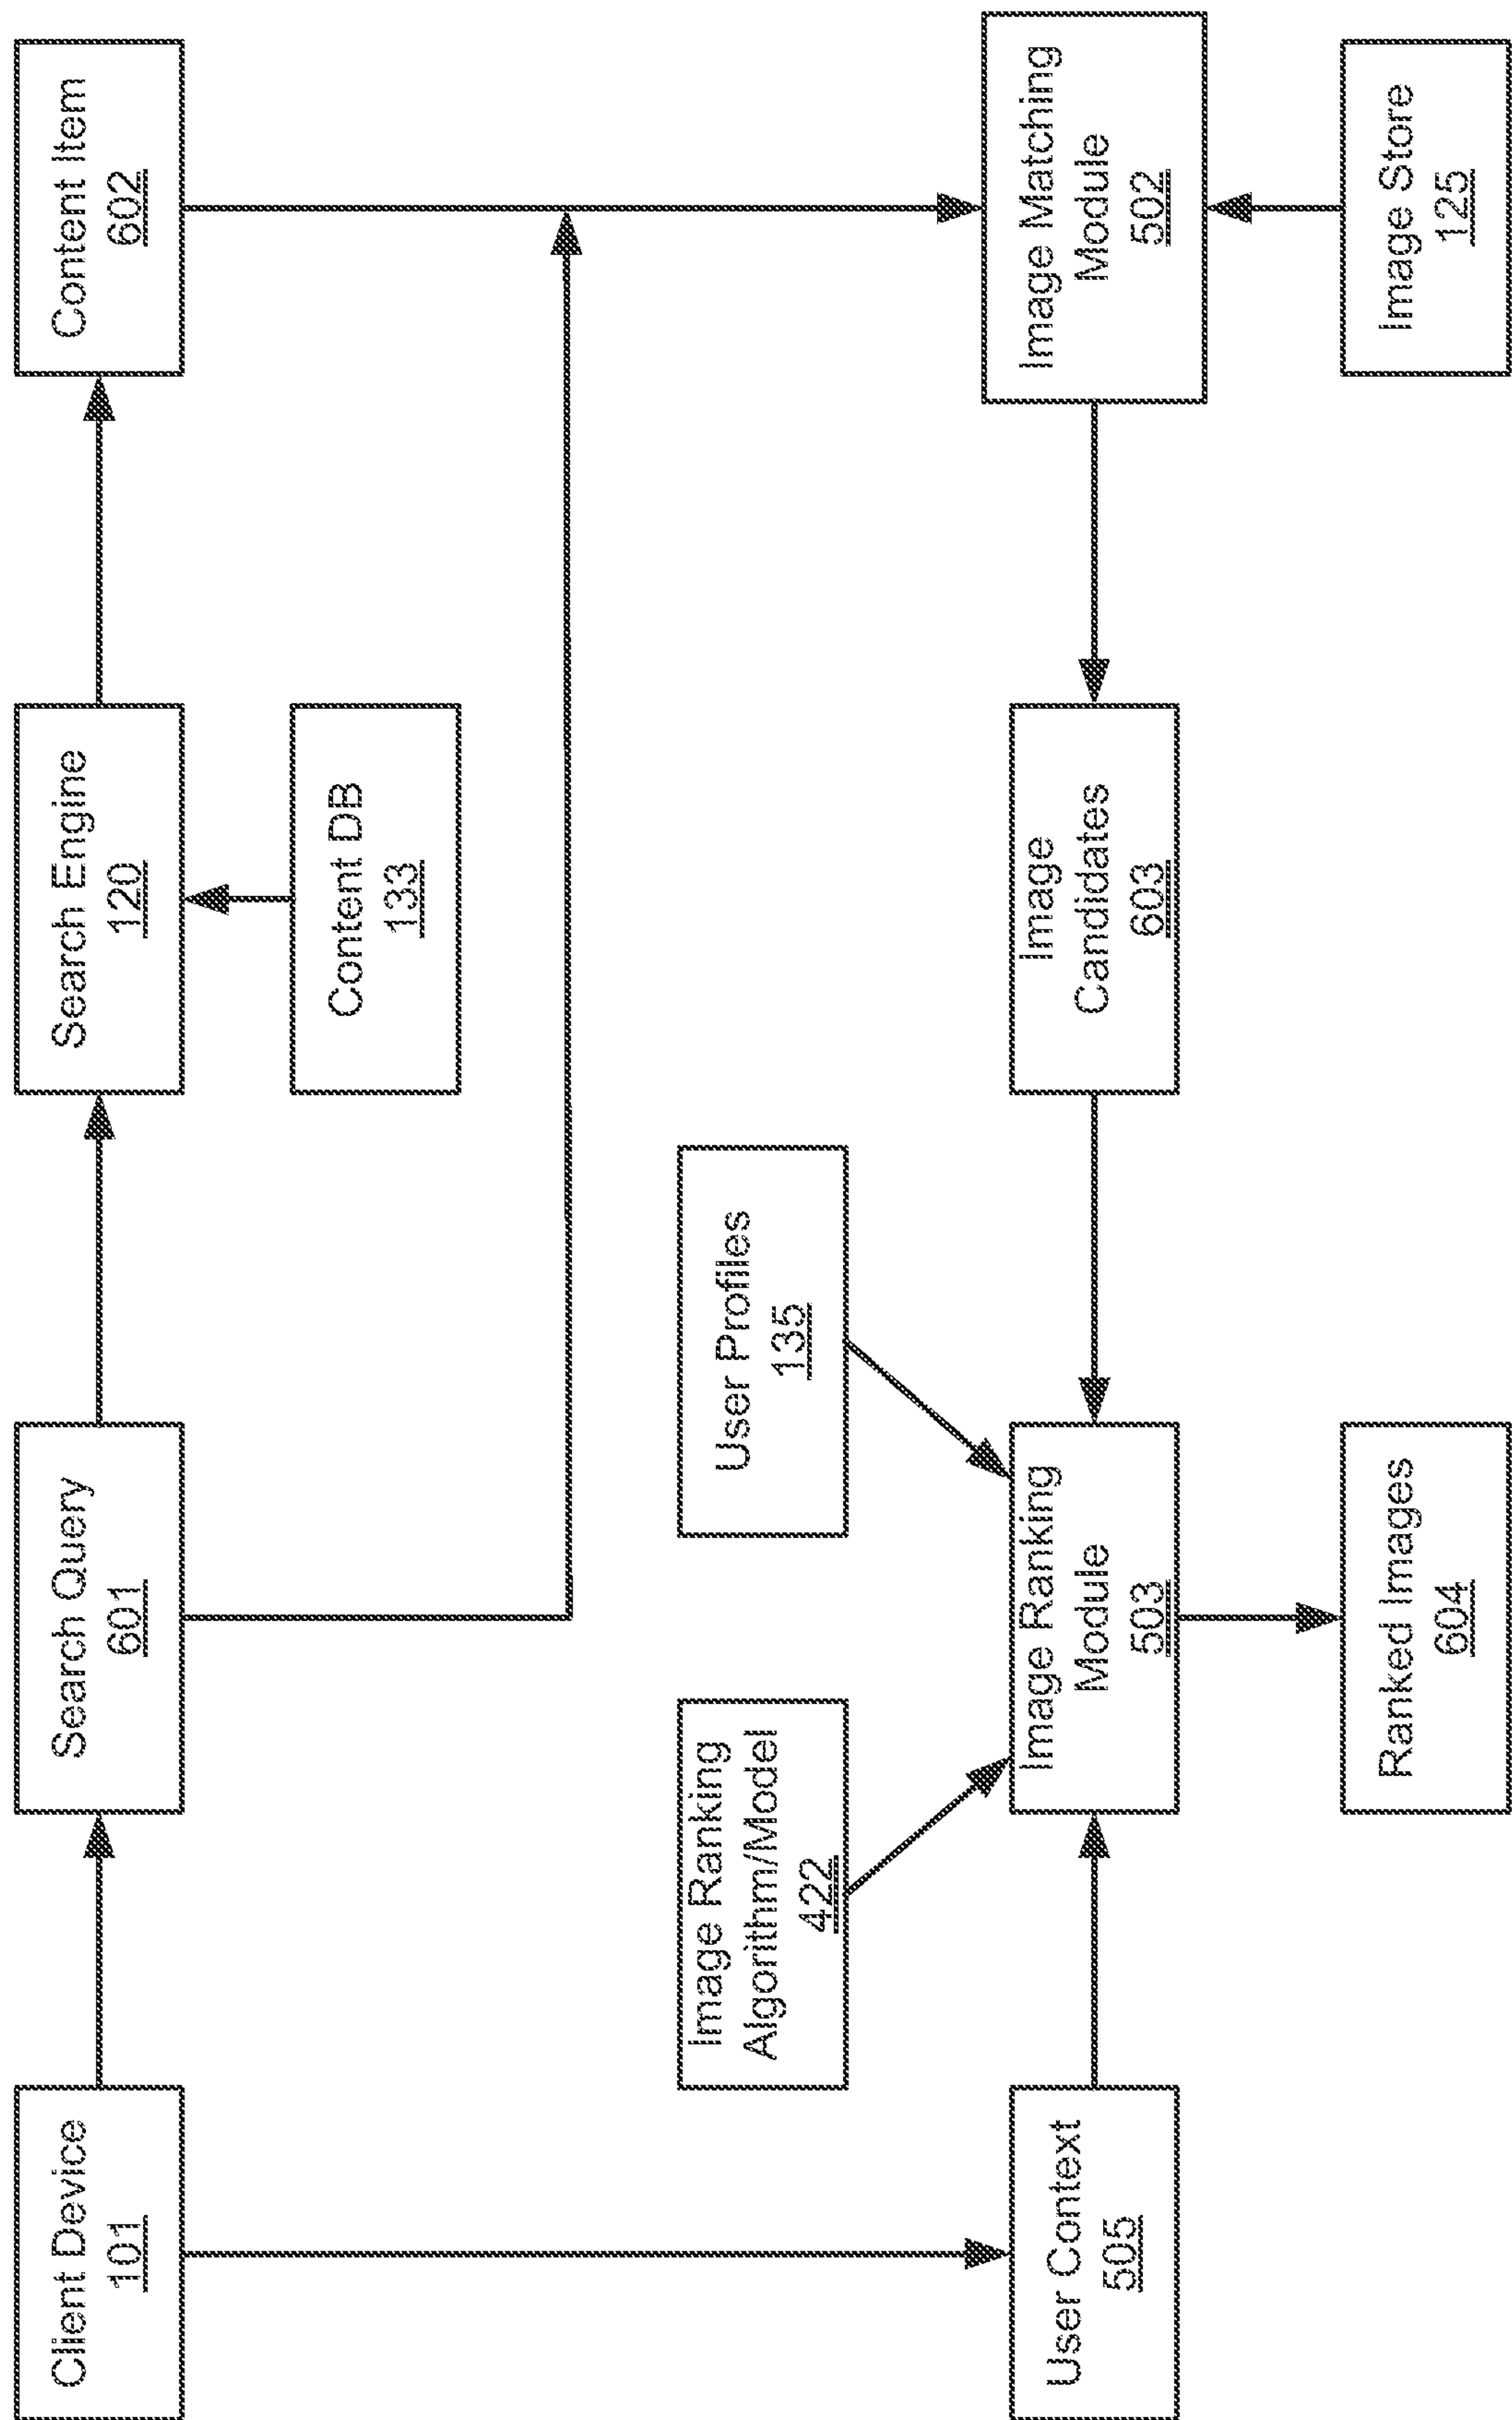 Client Device
101
Search Query
601
Search Engine
120
Content Item
602
Content DB
133
Image Ranking
Algorithm/Model
422
User Profiles
135
User Context
505
Image Ranking
Module
503
Image
Candidates
603
Image Matching
Module
502
Ranked Images
604
Image Store
125